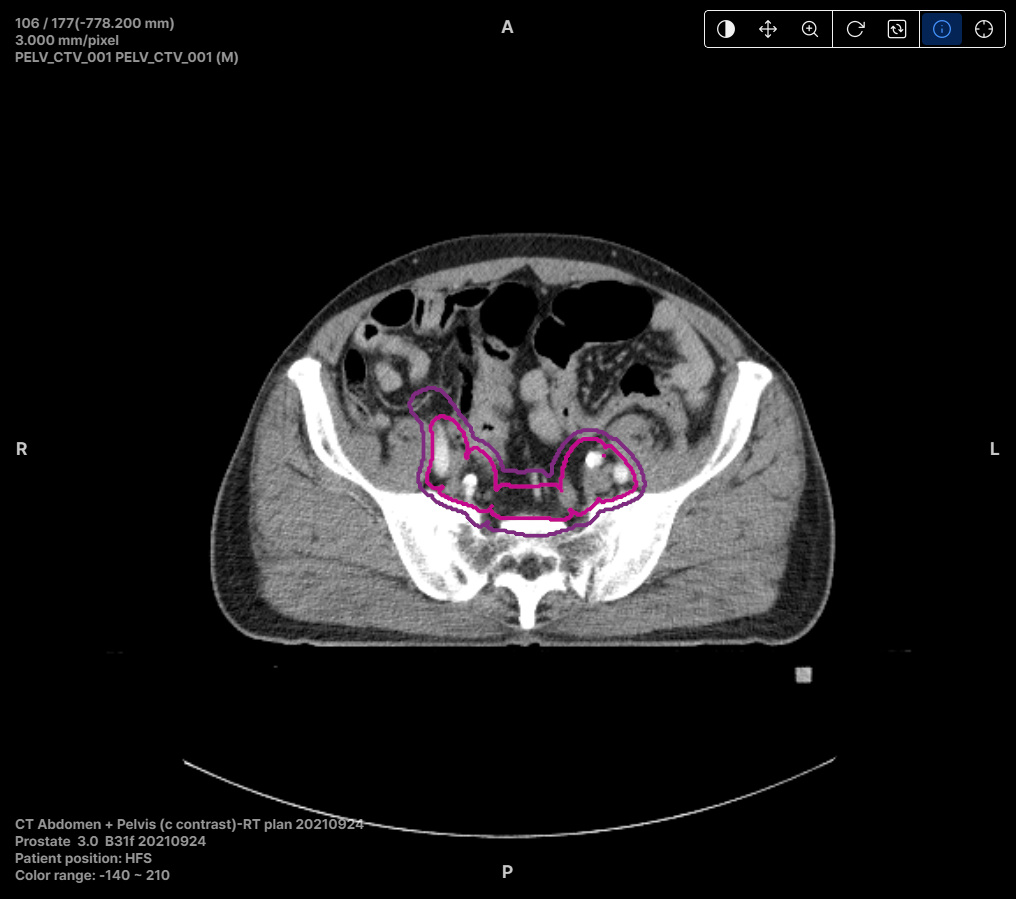 106 / 177(-778.200 mm)
3.000 mm/pixel
PELV_CTV_001 PELV_CTV_001 (M)
A
R
L
CT Abdomen + Pelvis (c contrast)-RT plan 20210924
Prostate 3.0 B31f 20210924
Patient position: HFS
Color range: -140 ~ 210
P